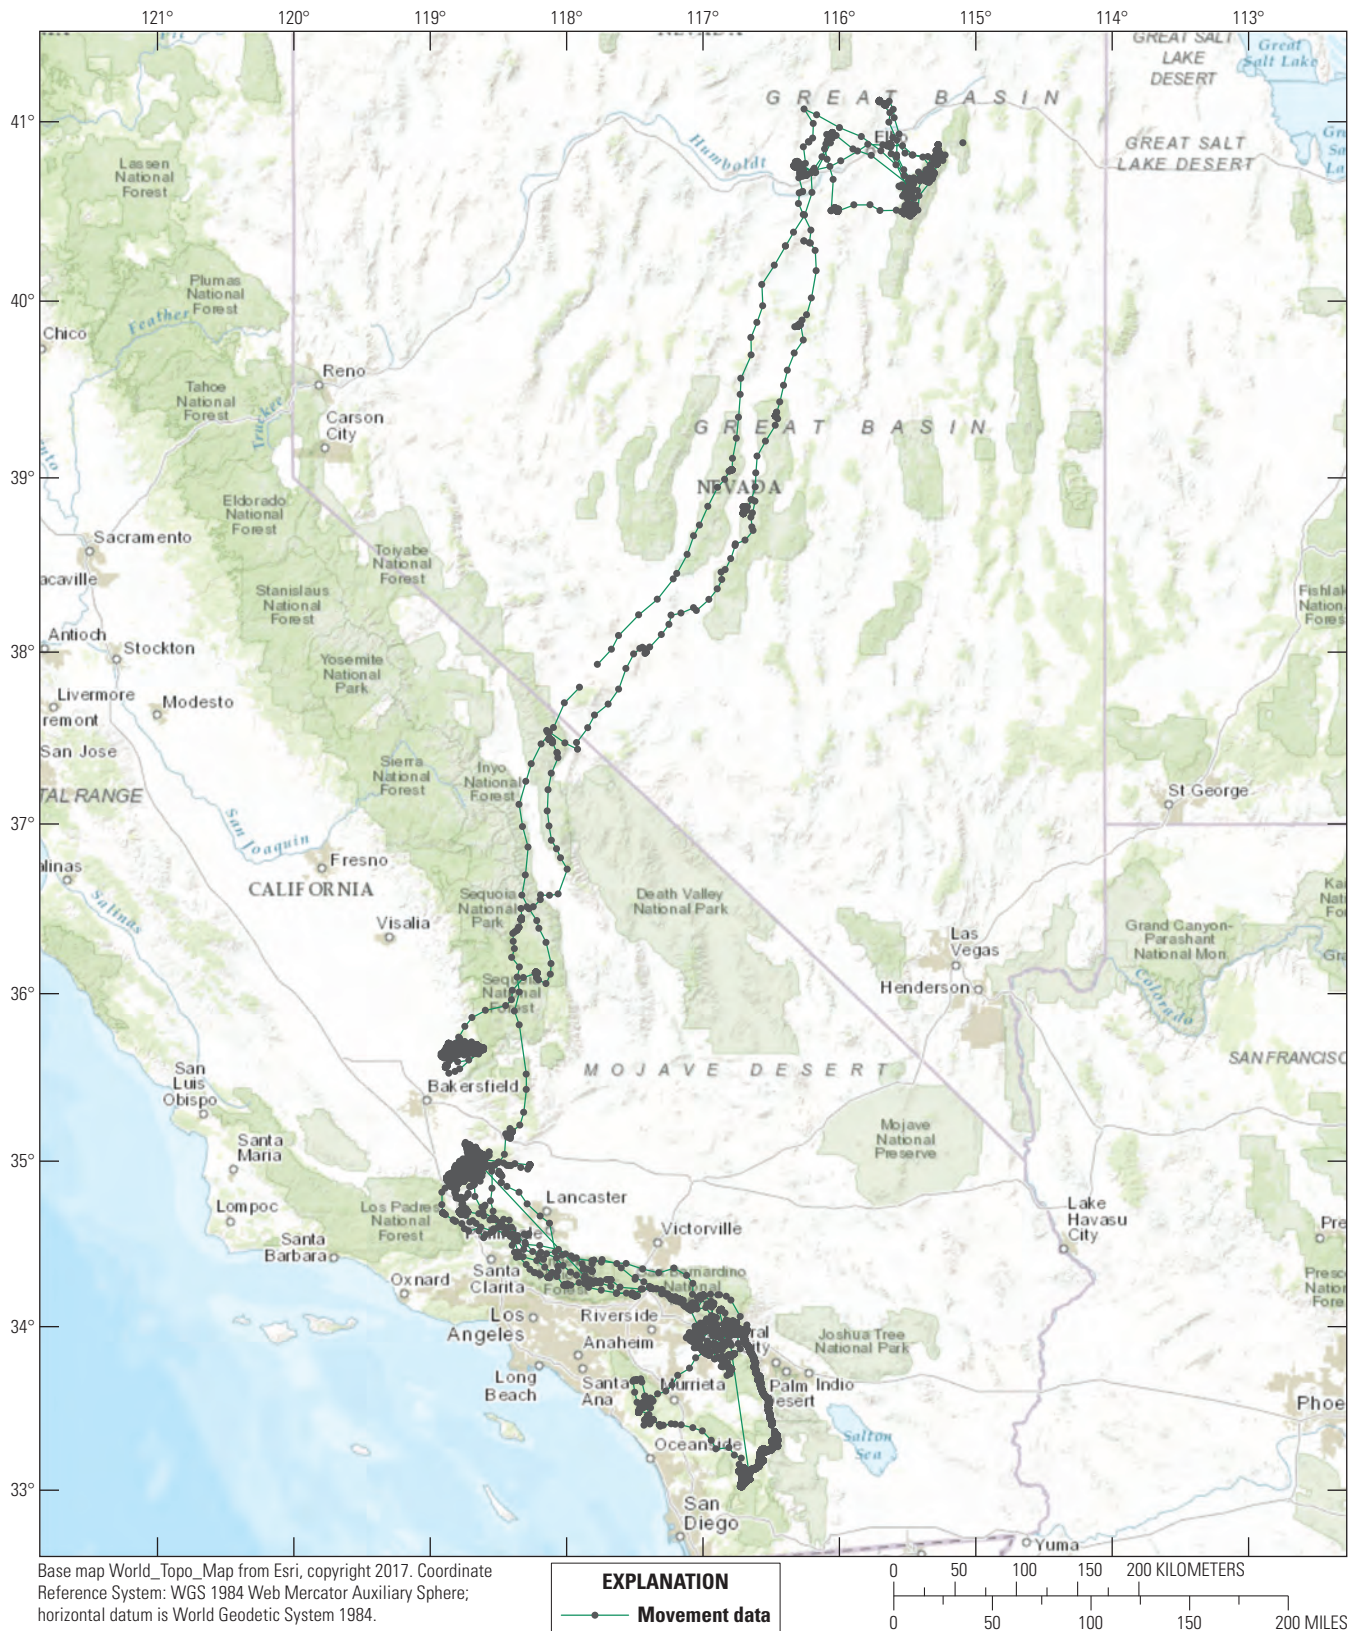 121°
120°
119°
118°
117°
116°
115°
114°
113°
GREAT SALT
LAKE
DESERT
Great
Salt Lake
GREAT BASIN
41°
Humboldt
GREAT SALT
LAKE DESERT
Lassen
National
Forest
Plumas
National
Forest
40°
Feather
Chico
Reno
Tahoe
National
Forest
Truckee
Carson
City
GREAT BASIN
39°
NEVADA
Eldorado
National
Forest
Sacramento
Toiyabe
National
Forest
acaville
Stanislaus
National
Forest
Fishlak
Nation
Fores
Antioch
Stockton
38°
Yosemite
National
Park
Livermore
Modesto
remont
San Jose
Sierra
National
Forest
Inyo
National
Forest
TAL RANGE
St George
San Joaquin
37°
Fresno
alinas
CALIFORNIA
Salinas
Sequoia
National
Park
Death Valley
National Park
Visalia
Las
Vegas
Grand Canyon-
Parashant
National Mon.
Henderson
Colorado
36°
SAN FRANCISC
San
Luis
Obispo
MOJAVE DESERT
Bakersfield
Mojave
National
Preserve
Santa
Maria
35°
Lompoc
Los Padres
National
Forest
Lancaster
Lake
Havasu
City
Victorville
Santa
Barbara
Oxnard
Santa
Clarita
Los
Angeles
Riverside
34°
Anaheim
Joshua Tree
National Park
Long
Beach
Santa
Ana
Murrieta
Palm
Desert
Indio
Phoe
Oceanside
Salton
Sea
33°
San
Diego
Yuma
Base map World_Topo_Map from Esri, copyright 2017. Coordinate
Reference System: WGS 1984 Web Mercator Auxiliary Sphere;
horizontal datum is World Geodetic System 1984.
EXPLANATION
Movement data
0 50 100 150 200 KILOMETERS
0 50 100 150 200 MILES